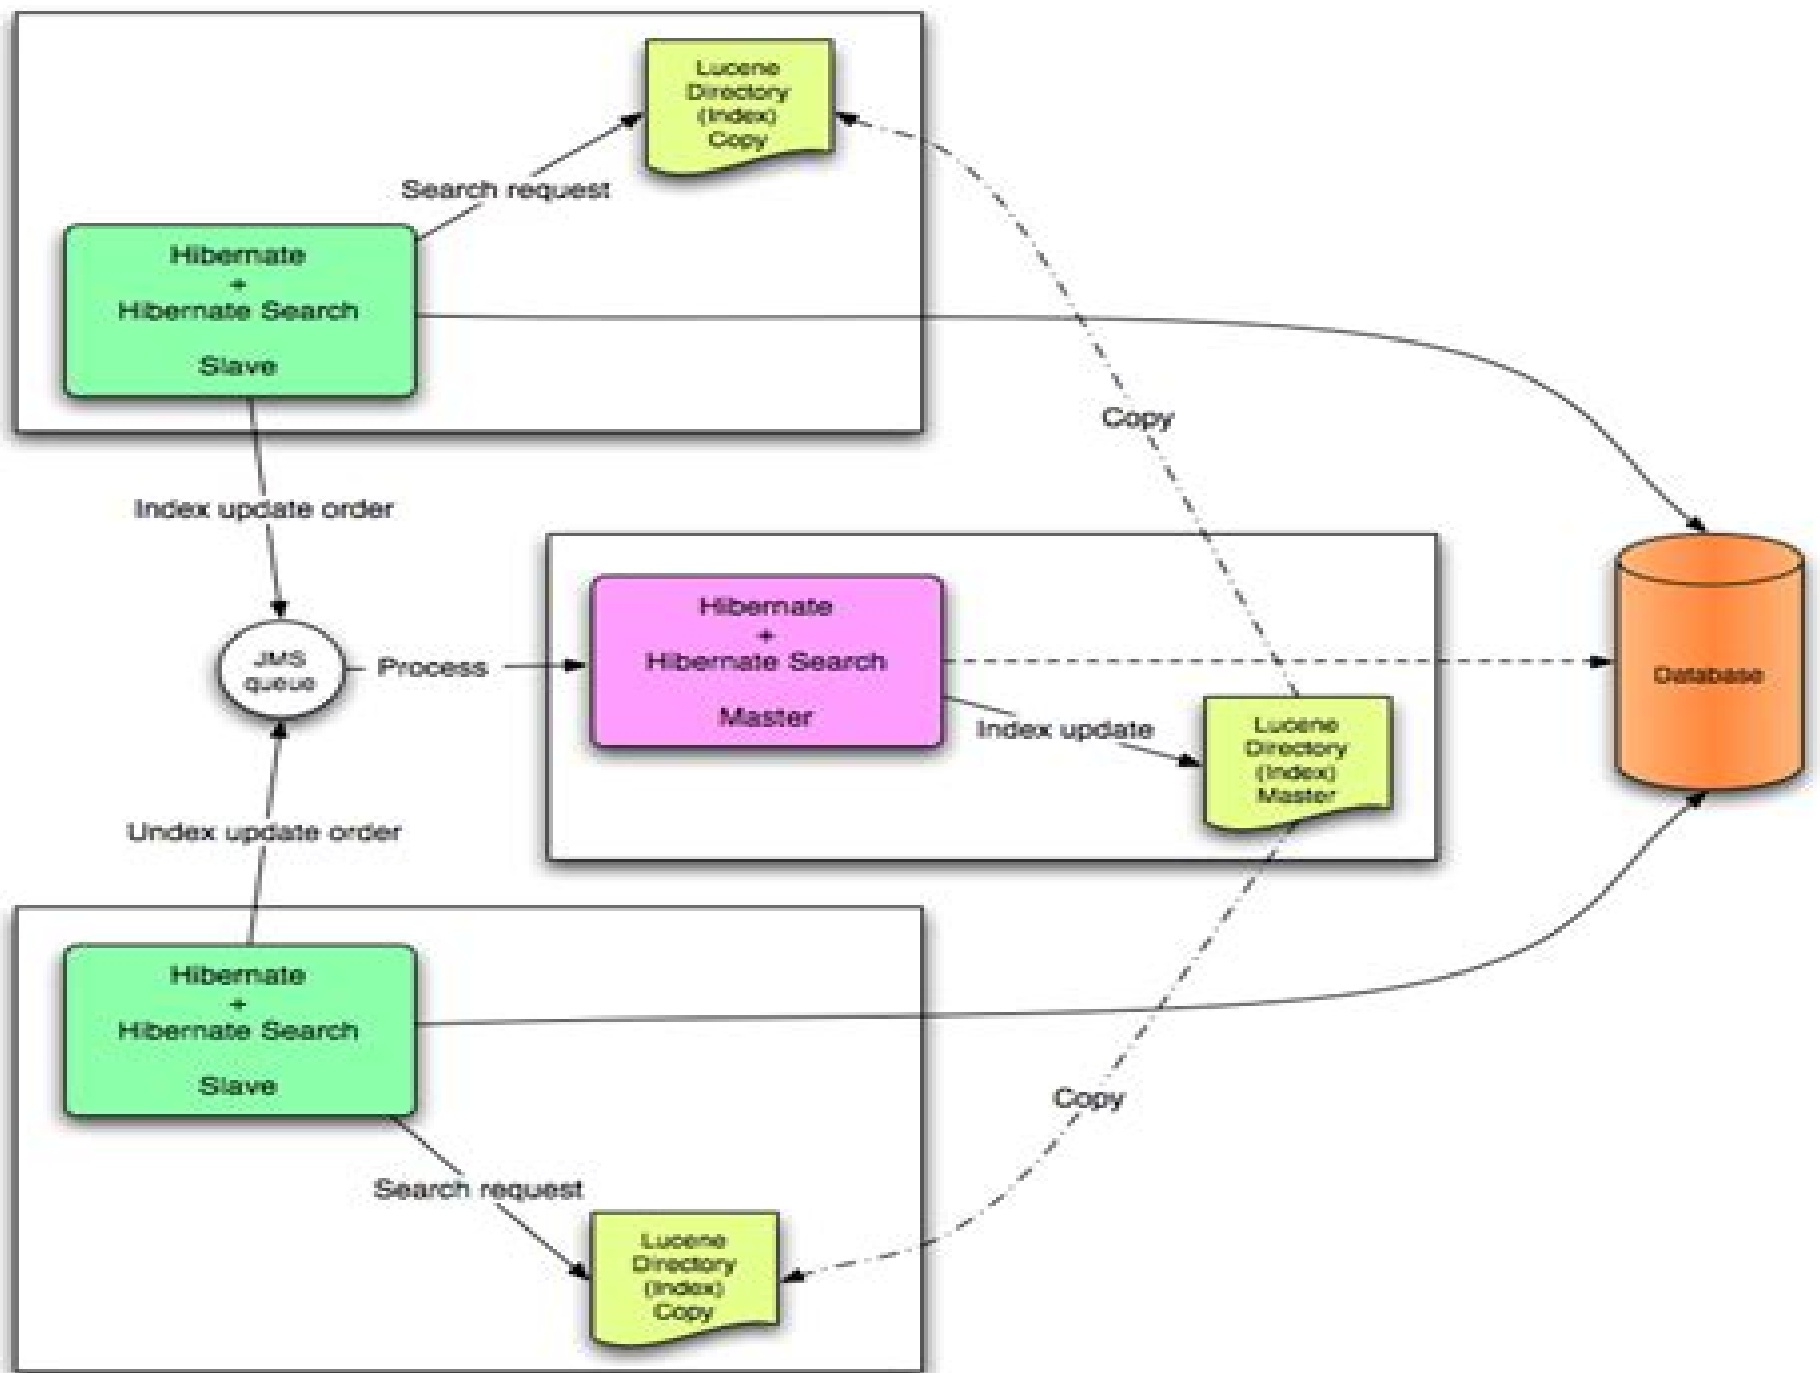 Lucene
Directory
(Index)
Copy
Search request
Hibernate
+
Hibernate Search
Slave
Copy
Index update order
Hibernate
+
Hibernate Search
Master
JMS
queue
Process
Database
Index update
Lucene
Directory
(Index)
Master
Undex update order
Hibernate
+
Hibernate Search
Slave
Copy
Search request
Lucene
Directory
(Index)
Copy